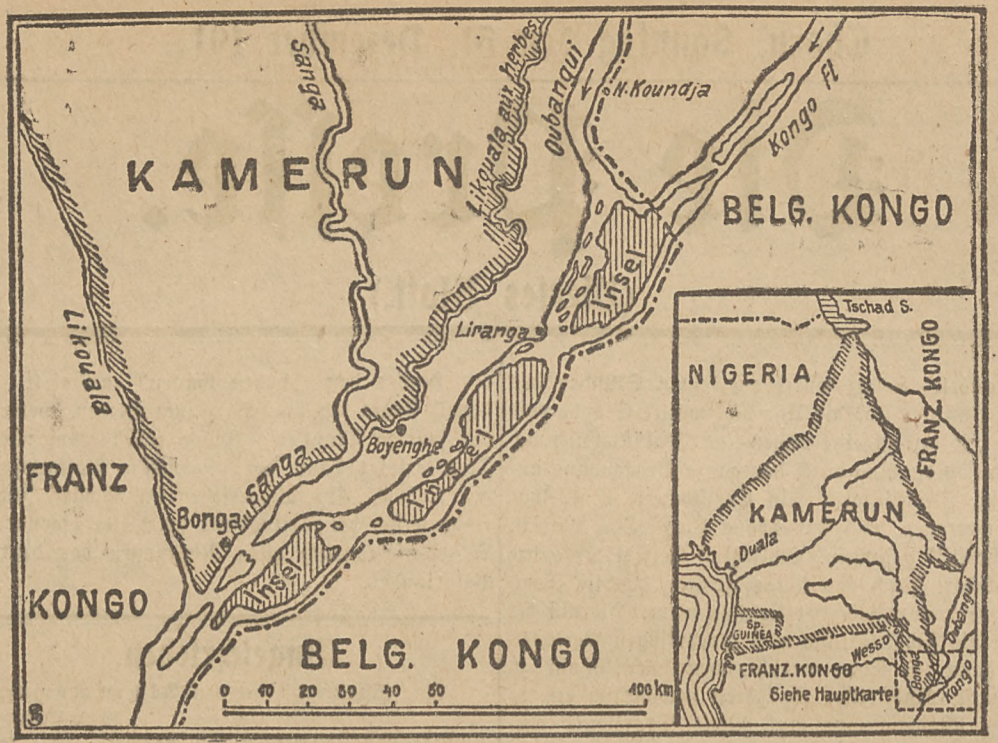 Sanga
Likouala aux herbes
Oubangui
N. Koundja
Kongo Fl
KAMERUN
BELG. KONGO
Insel
Likouala
Liranga
Boyenghe
FRANZ
KONGO
Sanga
Bonga
Insel
BELG. KONGO
0 10 20 30 40 50 100 km
Tschad S.
NIGERIA
FRANZ. KONGO
KAMERUN
Duala
Sp.
GUINEA
Wesso
FRANZ. KONGO
Bonga
Oubangui
Kongo
Siehe Hauptkarte